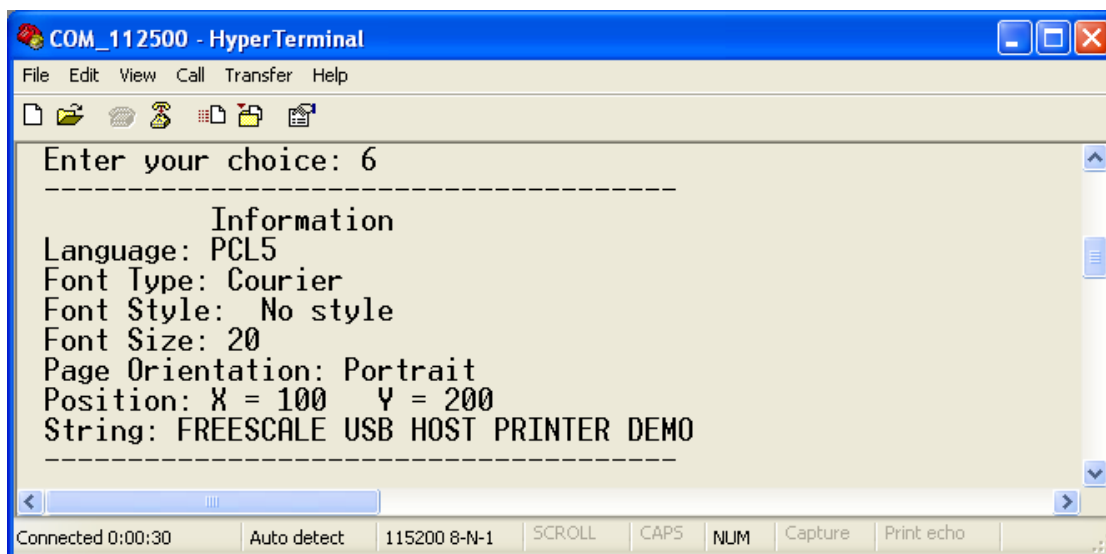 COM_112500 - HyperTerminal
File Edit View Call Transfer Help
Enter your choice: 6
---------------------------------------
Information
Language: PCL5
Font Type: Courier
Font Style:  No style
Font Size: 20
Page Orientation: Portrait
Position: X = 100   Y = 200
String: FREESCALE USB HOST PRINTER DEMO
---------------------------------------
Connected 0:00:30 Auto detect 115200 8-N-1 SCROLL CAPS NUM Capture Print echo